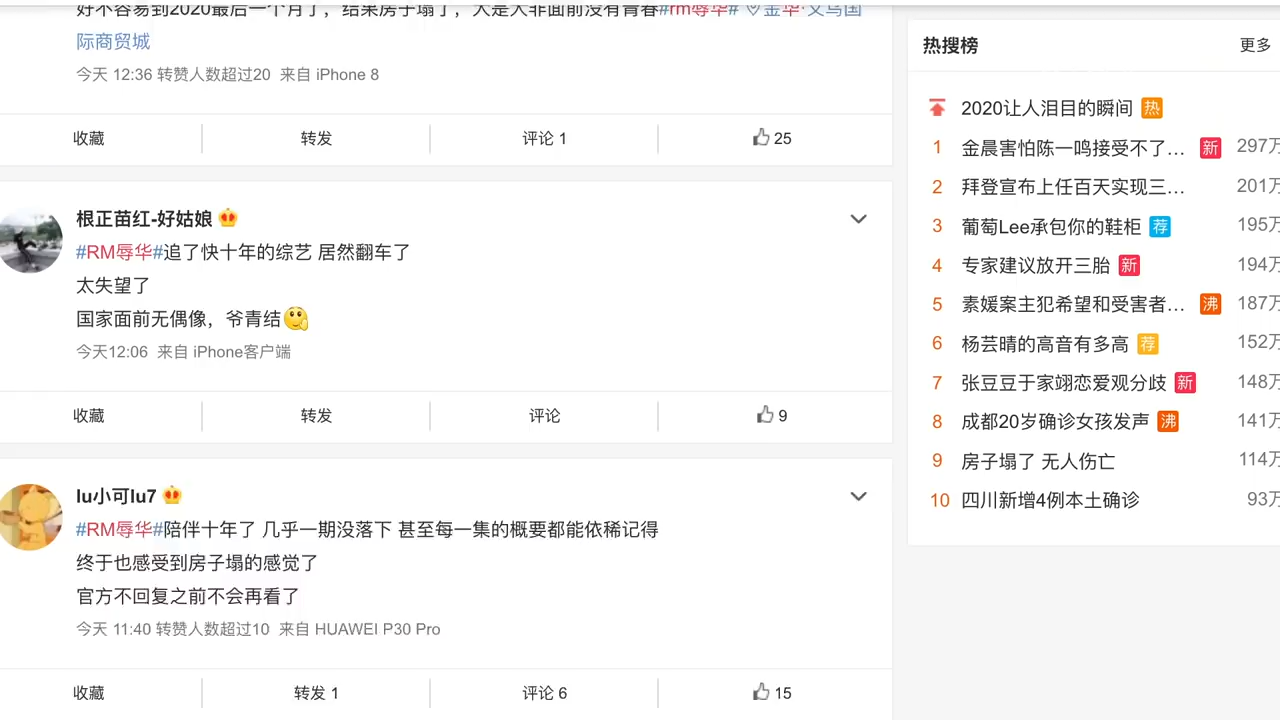 好不容易到2020最后一个月了，结果房子塌了，大是大非面前没有青春#rm辱华# 金华·义乌国
际商贸城
今天 12:36 转赞人数超过20 来自 iPhone 8
收藏 转发 评论 1 25
根正苗红-好姑娘
#RM辱华#追了快十年的综艺 居然翻车了
太失望了
国家面前无偶像，爷青结
今天12:06 来自 iPhone客户端
收藏 转发 评论 9
lu小可lu7
#RM辱华#陪伴十年了 几乎一期没落下 甚至每一集的概要都能依稀记得
终于也感受到房子塌的感觉了
官方不回复之前不会再看了
今天 11:40 转赞人数超过10 来自 HUAWEI P30 Pro
收藏 转发 1 评论 6 15
热搜榜 更多
2020让人泪目的瞬间 热
1 金晨害怕陈一鸣接受不了... 新 297万
2 拜登宣布上任百天实现三... 201万
3 葡萄Lee承包你的鞋柜 荐 195万
4 专家建议放开三胎 新 194万
5 素媛案主犯希望和受害者... 沸 187万
6 杨芸晴的高音有多高 荐 152万
7 张豆豆于家翊恋爱观分歧 新 148万
8 成都20岁确诊女孩发声 沸 141万
9 房子塌了 无人伤亡 114万
10 四川新增4例本土确诊 93万